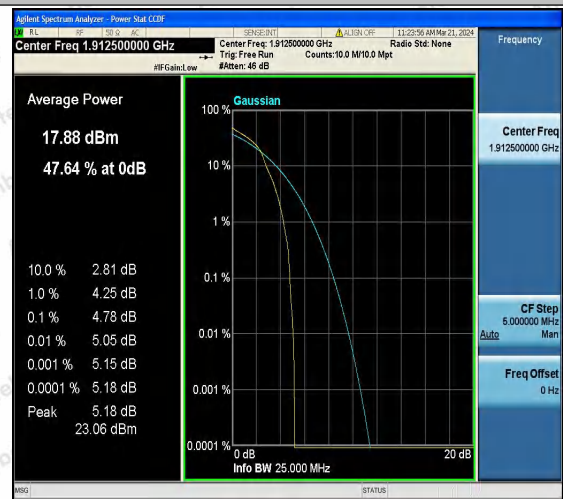 Agilent Spectrum Analyzer - Power Stat CCDF
RL RF 50 Ω AC SENSE:INT ALIGN OFF 11:23:56 AM Mar 21, 2024
Center Freq 1.912500000 GHz
Center Freq: 1.912500000 GHz Radio Std: None
Trig: Free Run Counts:10.0 M/10.0 Mpt
#IFGain:Low #Atten: 46 dB
Frequency
Average Power
17.88 dBm
47.64 % at 0dB
10.0 % 2.81 dB
1.0 % 4.25 dB
0.1 % 4.78 dB
0.01 % 5.05 dB
0.001 % 5.15 dB
0.0001 % 5.18 dB
Peak 5.18 dB
23.06 dBm
Gaussian
100 %
10 %
1 %
0.1 %
0.01 %
0.001 %
0.0001 %
0 dB 20 dB
Info BW 25.000 MHz
Center Freq
1.912500000 GHz
CF Step
5.000000 MHz
Auto Man
Freq Offset
0 Hz
MSG STATUS